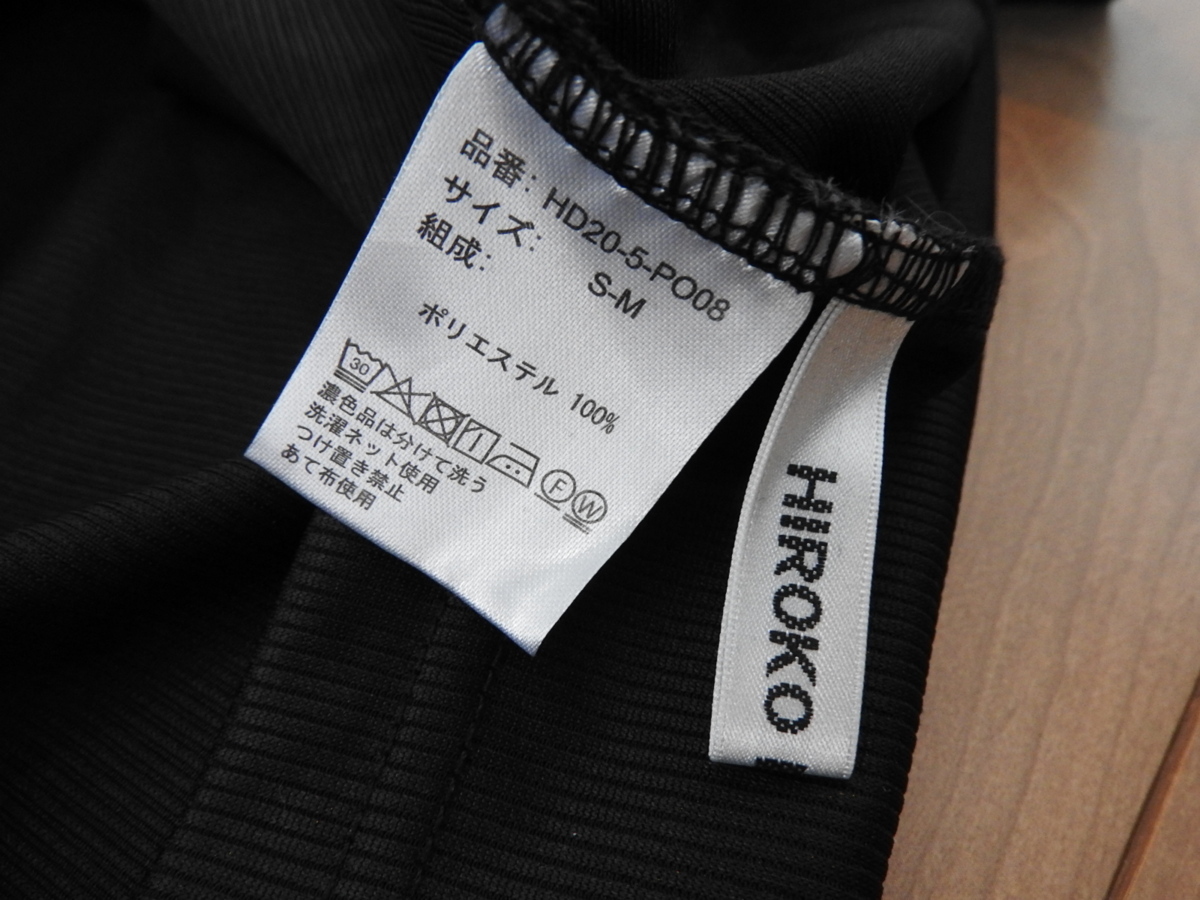 品番: HD20-5-PO08
サイズ: S-M
組成:
ポリエステル 100%
30 F W
濃色品は分けて洗う
洗濯ネット使用
つけ置き禁止
あて布使用
HIROKO